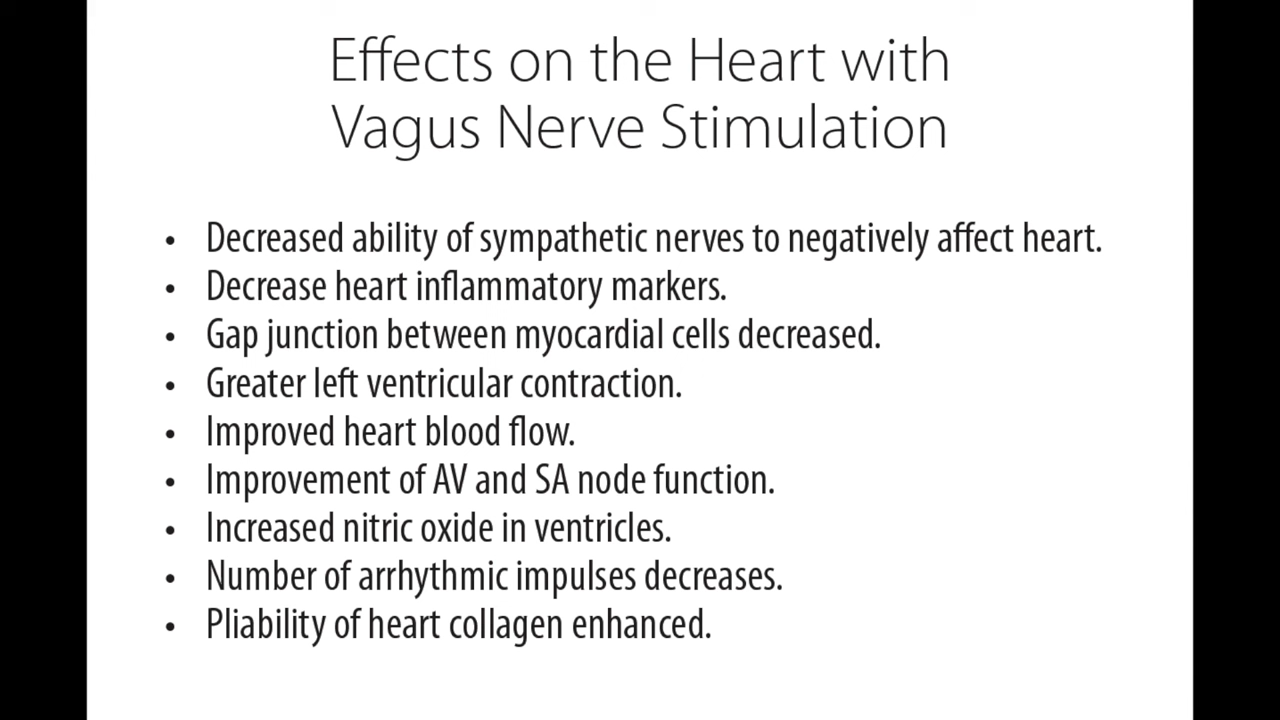 Effects on the Heart with
Vagus Nerve Stimulation
• Decreased ability of sympathetic nerves to negatively affect heart.
• Decrease heart inflammatory markers.
• Gap junction between myocardial cells decreased.
• Greater left ventricular contraction.
• Improved heart blood flow.
• Improvement of AV and SA node function.
• Increased nitric oxide in ventricles.
• Number of arrhythmic impulses decreases.
• Pliability of heart collagen enhanced.